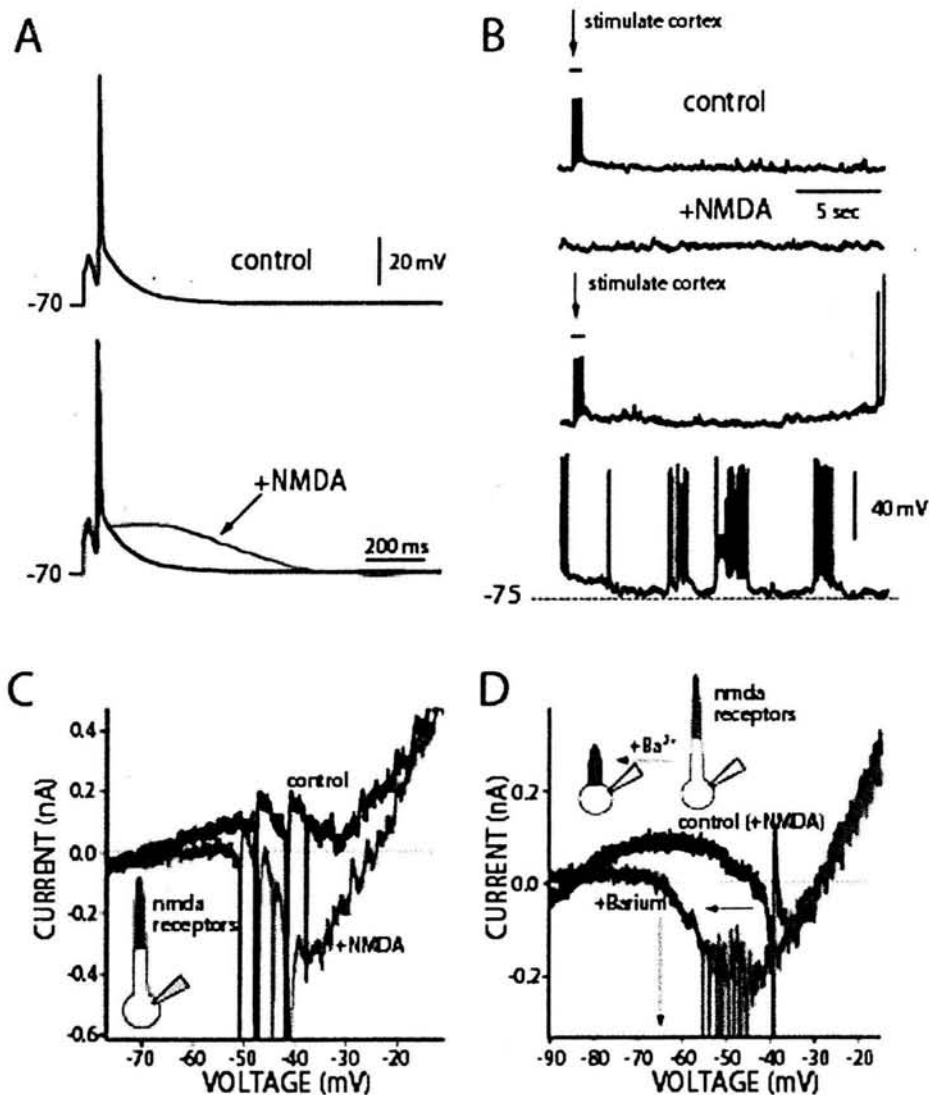 A
control
20 mV
-70
+NMDA
200 ms
-70
B
stimulate cortex
control
5 sec
+NMDA
stimulate cortex
40 mV
-75
C
CURRENT (nA)
0.4
0.2
0.0
-0.2
-0.4
-0.6
control
nmda
receptors
+NMDA
-70 -60 -50 -40 -30 -20
VOLTAGE (mV)
D
CURRENT (nA)
0.2
0.0
-0.2
nmda
receptors
+Ba²⁺
control (+NMDA)
+Barium
-90 -80 -70 -60 -50 -40 -30 -20
VOLTAGE (mV)